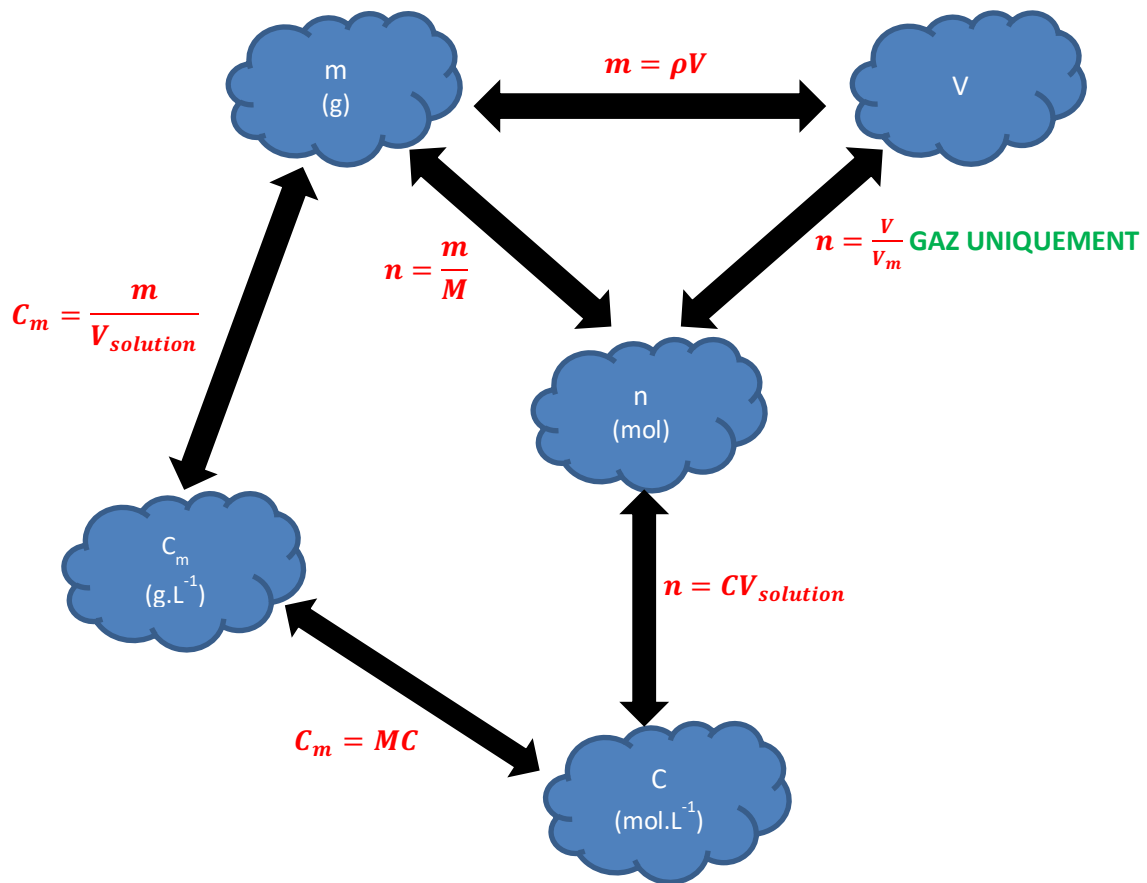 m
(g)
m = ρV
V
n = m/M
n = V/V_m GAZ UNIQUEMENT
C_m = m/V_solution
n
(mol)
C_m
(g.L⁻¹)
n = CV_solution
C_m = MC
C
(mol.L⁻¹)